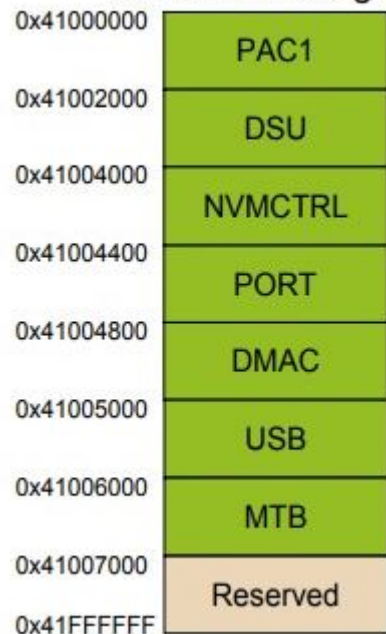 0x41000000
PAC1
0x41002000
DSU
0x41004000
NVMCTRL
0x41004400
PORT
0x41004800
DMAC
0x41005000
USB
0x41006000
MTB
0x41007000
Reserved
0x41FFFFFF